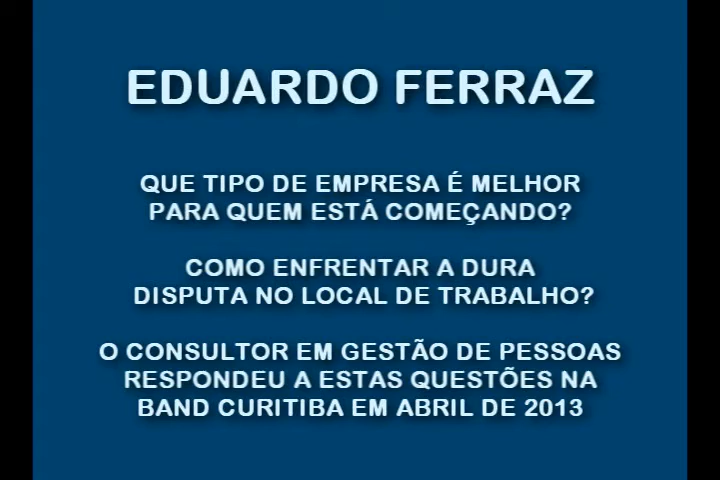 EDUARDO FERRAZ
QUE TIPO DE EMPRESA É MELHOR
PARA QUEM ESTÁ COMEÇANDO?
COMO ENFRENTAR A DURA
DISPUTA NO LOCAL DE TRABALHO?
O CONSULTOR EM GESTÃO DE PESSOAS
RESPONDEU A ESTAS QUESTÕES NA
BAND CURITIBA EM ABRIL DE 2013